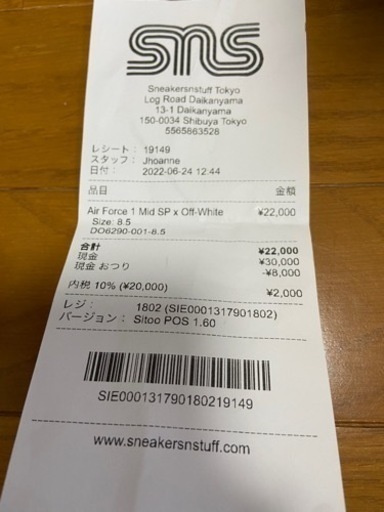 sns
Sneakersnstuff Tokyo
Log Road Daikanyama
13-1 Daikanyama
150-0034 Shibuya Tokyo
5565863528
レシート： 19149
スタッフ： Jhoanne
日付： 2022-06-24 12:44
品目 金額
Air Force 1 Mid SP x Off-White ¥22,000
Size: 8.5
DO6290-001-8.5
合計 ¥22,000
現金 ¥30,000
現金 おつり -¥8,000
内税 10% (¥20,000) ¥2,000
レジ： 1802 (SIE0001317901802)
バージョン： Sitoo POS 1.60
SIE000131790180219149
www.sneakersnstuff.com